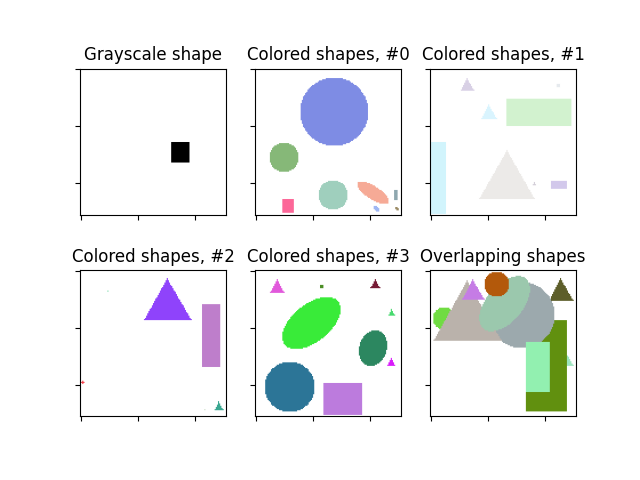 Grayscale shape
Colored shapes, #0
Colored shapes, #1
Colored shapes, #2
Colored shapes, #3
Overlapping shapes